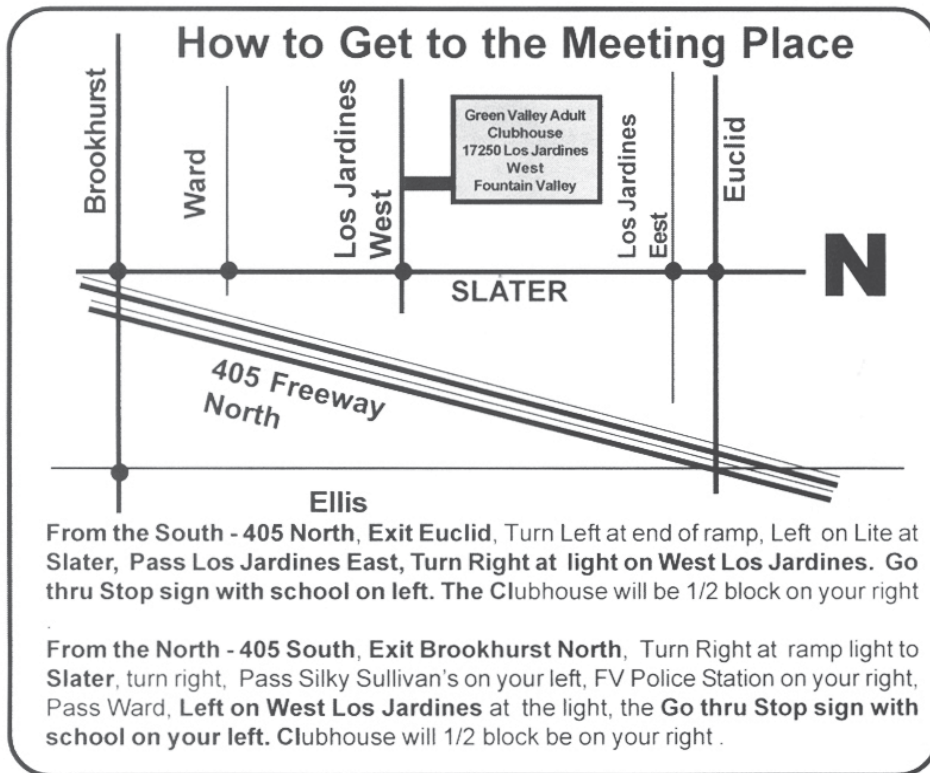 How to Get to the Meeting Place
Brookhurst
Ward
Los Jardines
West
Green Valley Adult
Clubhouse
17250 Los Jardines
West
Fountain Valley
Los Jardines
Eest
Euclid
N
SLATER
405 Freeway
North
Ellis
From the South - 405 North, Exit Euclid, Turn Left at end of ramp, Left on Lite at
Slater, Pass Los Jardines East, Turn Right at light on West Los Jardines. Go
thru Stop sign with school on left. The Clubhouse will be 1/2 block on your right
.
From the North - 405 South, Exit Brookhurst North, Turn Right at ramp light to
Slater, turn right, Pass Silky Sullivan's on your left, FV Police Station on your right,
Pass Ward, Left on West Los Jardines at the light, the Go thru Stop sign with
school on your left. Clubhouse will 1/2 block be on your right .